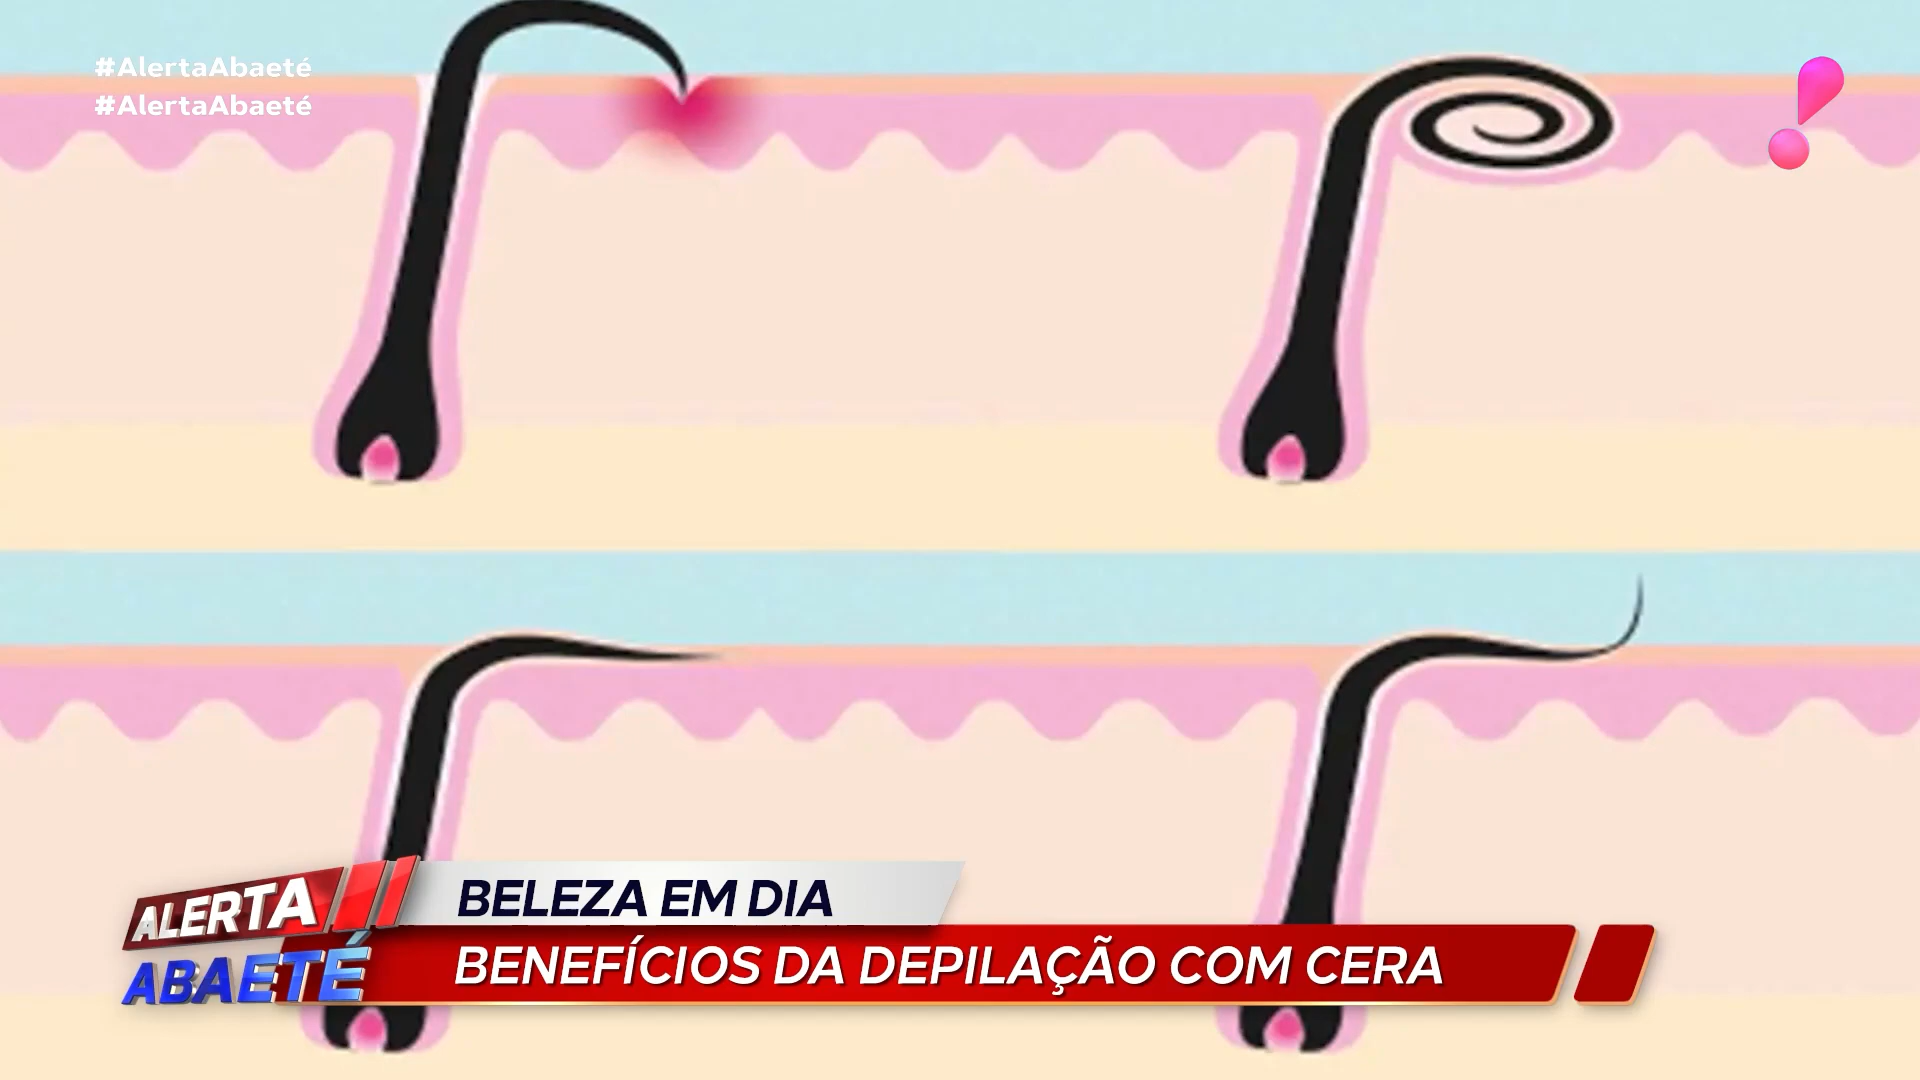 #AlertaAbaeté
#AlertaAbaeté
ALERTA
ABAETÉ
BELEZA EM DIA
BENEFÍCIOS DA DEPILAÇÃO COM CERA